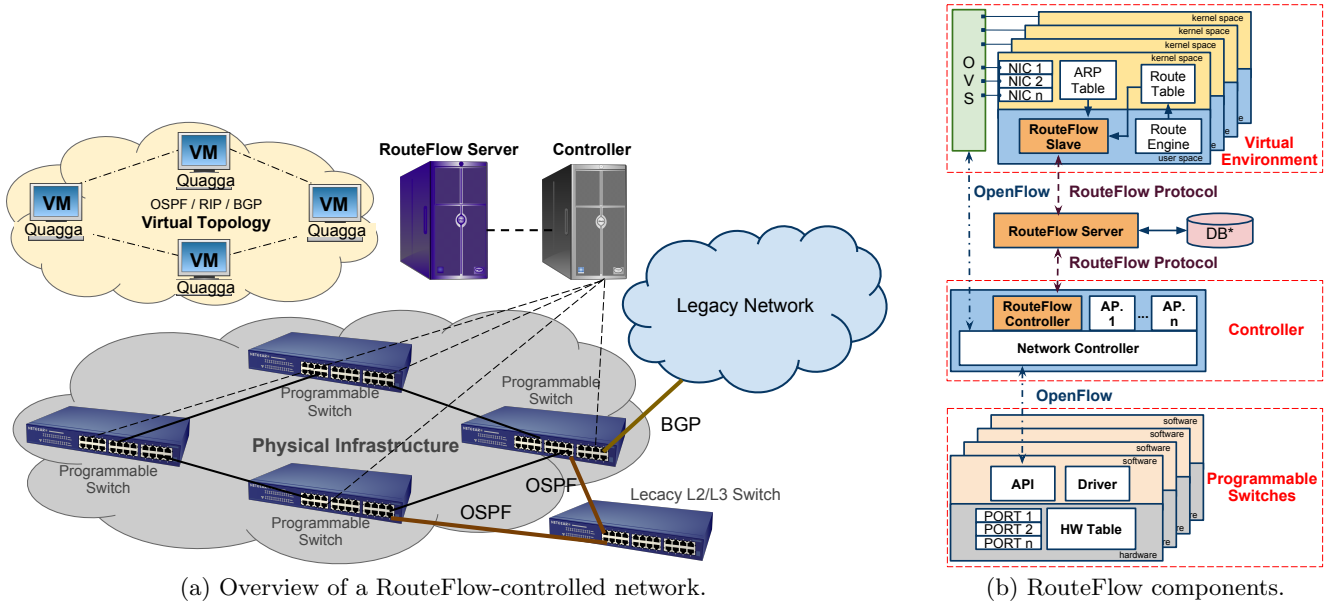 VM
Quagga
VM
Quagga
OSPF / RIP / BGP
Virtual Topology
VM
Quagga
VM
Quagga
RouteFlow Server
Controller
Legacy Network
NETGEAR
Programmable
Switch
Programmable
Switch
Programmable
Switch
Programmable
Switch
Physical Infrastructure
BGP
OSPF
OSPF
Lecacy L2/L3 Switch
(a) Overview of a RouteFlow-controlled network.
O
V
S
kernel space
kernel space
kernel space
kernel space
NIC 1
NIC 2
NIC n
ARP
Table
Route
Table
RouteFlow
Slave
Route
Engine
user space
Virtual
Environment
OpenFlow
RouteFlow Protocol
RouteFlow Server
DB*
RouteFlow Protocol
RouteFlow
Controller
AP.
1
...
AP.
n
Network Controller
Controller
OpenFlow
software
software
software
software
API
Driver
PORT 1
PORT 2
PORT n
HW Table
hardware
Programmable
Switches
(b) RouteFlow components.